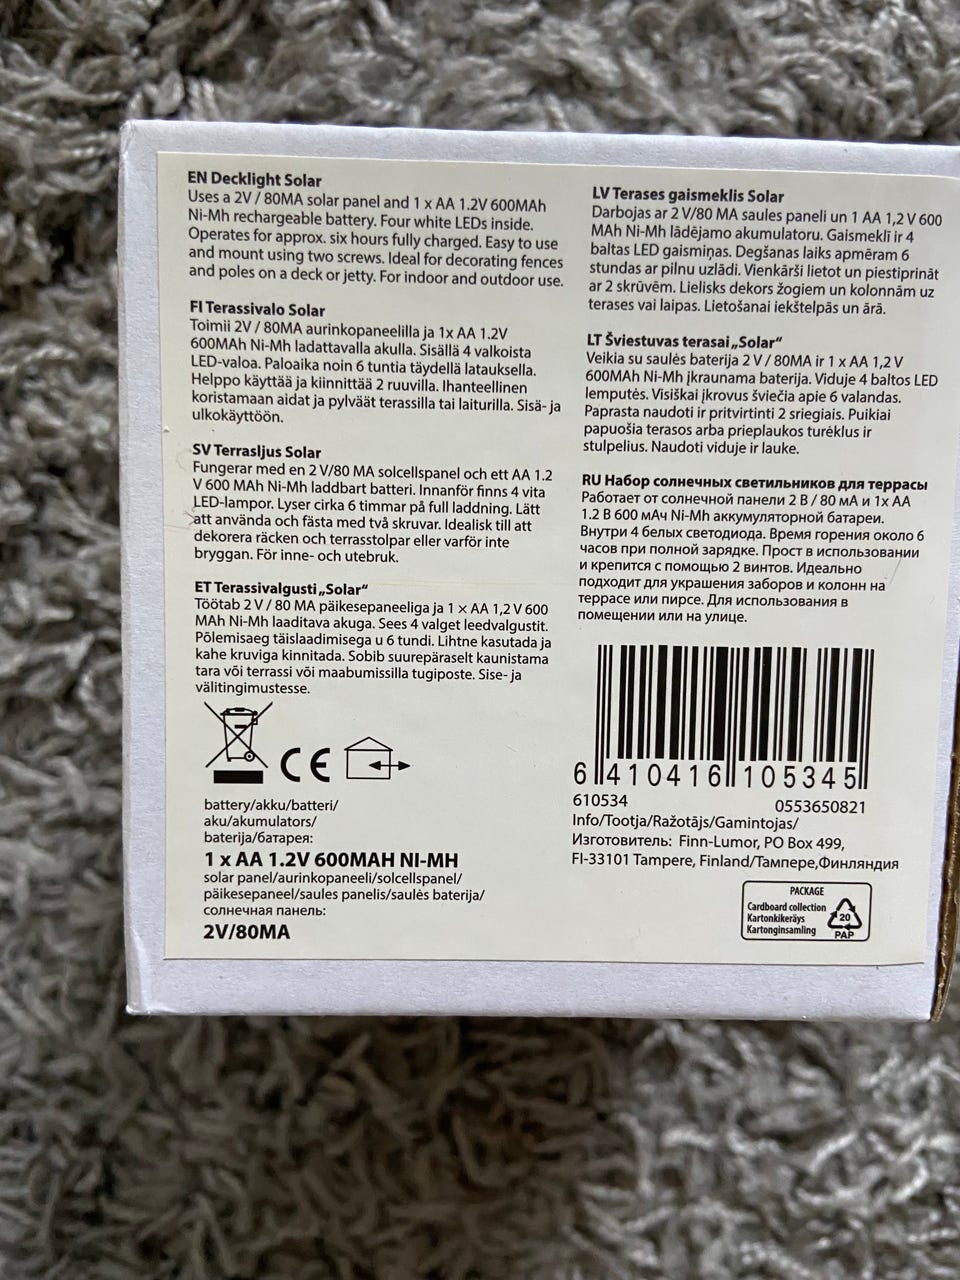 EN Decklight Solar
Uses a 2V / 80MA solar panel and 1 x AA 1.2V 600MAh
Ni-Mh rechargeable battery. Four white LEDs inside.
Operates for approx. six hours fully charged. Easy to use
and mount using two screws. Ideal for decorating fences
and poles on a deck or jetty. For indoor and outdoor use.
FI Terassivalo Solar
Toimii 2V / 80MA aurinkopaneelilla ja 1x AA 1.2V
600MAh Ni-Mh ladattavalla akulla. Sisällä 4 valkoista
LED-valoa. Paloaika noin 6 tuntia täydellä latauksella.
Helppo käyttää ja kiinnittää 2 ruuvilla. Ihanteellinen
koristamaan aidat ja pylväät terassilla tai laiturilla. Sisä- ja
ulkokäyttöön.
SV Terrasljus Solar
Fungerar med en 2 V/80 MA solcellspanel och ett AA 1.2
V 600 MAh Ni-Mh laddbart batteri. Innanför finns 4 vita
LED-lampor. Lyser cirka 6 timmar på full laddning. Lätt
att använda och fästa med två skruvar. Idealisk till att
dekorera räcken och terrasstolpar eller varför inte
bryggan. För inne- och utebruk.
ET Terassivalgusti „Solar“
Töötab 2 V / 80 MA päikesepaneeliga ja 1 × AA 1,2 V 600
MAh Ni-Mh laaditava akuga. Sees 4 valget leedvalgustit.
Põlemisaeg täislaadimisega u 6 tundi. Lihtne kasutada ja
kahe kruviga kinnitada. Sobib suurepäraselt kaunistama
tara või terrassi või maabumissilla tugiposte. Sise- ja
välitingimustesse.
battery/akku/batteri/
aku/akumulators/
baterija/батарея:
1 x AA 1.2V 600MAH NI-MH
solar panel/aurinkopaneeli/solcellspanel/
päikesepaneel/saules panelis/saulės baterija/
солнечная панель:
2V/80MA
LV Terases gaismeklis Solar
Darbojas ar 2 V/80 MA saules paneli un 1 AA 1,2 V 600
MAh Ni-Mh lādējamo akumulatoru. Gaismeklī ir 4
baltas LED gaismiņas. Degšanas laiks apmēram 6
stundas ar pilnu uzlādi. Vienkārši lietot un piestiprināt
ar 2 skrūvēm. Lielisks dekors žogiem un kolonnām uz
terases vai laipas. Lietošanai iekštelpās un ārā.
LT Šviestuvas terasai „Solar“
Veikia su saulės baterija 2 V / 80MA ir 1 x AA 1,2 V
600MAh Ni-Mh įkraunama baterija. Viduje 4 baltos LED
lemputės. Visiškai įkrovus šviečia apie 6 valandas.
Paprasta naudoti ir pritvirtinti 2 sriegiais. Puikiai
papuošia terasos arba prieplaukos turėklus ir
stulpelius. Naudoti viduje ir lauke.
RU Набор солнечных светильников для террасы
Работает от солнечной панели 2 В / 80 мА и 1x AA
1.2 В 600 мАч Ni-Mh аккумуляторной батареи.
Внутри 4 белых светодиода. Время горения около 6
часов при полной зарядке. Прост в использовании
и крепится с помощью 2 винтов. Идеально
подходит для украшения заборов и колонн на
террасе или пирсе. Для использования в
помещении или на улице.
6 410416 105345
610534 0553650821
Info/Tootja/Ražotājs/Gamintojas/
Изготовитель: Finn-Lumor, PO Box 499,
FI-33101 Tampere, Finland/Тампере,Финляндия
PACKAGE
Cardboard collection
Kartonkikeräys
Kartonginsamling
20
PAP